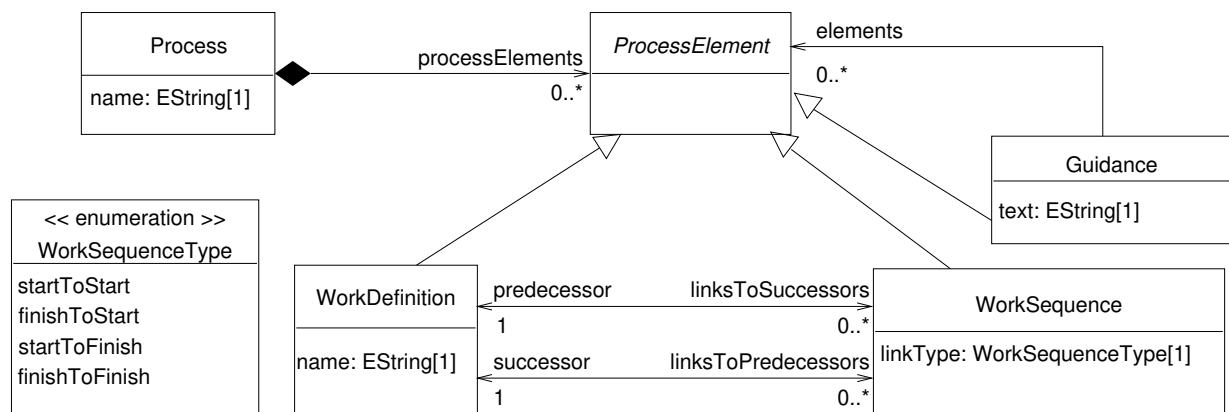 Process
name: EString[1]
processElements
0..*
ProcessElement
elements
0..*
Guidance
text: EString[1]
<< enumeration >>
WorkSequenceType
startToStart
finishToStart
startToFinish
finishToFinish
WorkDefinition
name: EString[1]
predecessor
linksToSuccessors
1
0..*
successor
linksToPredecessors
1
0..*
WorkSequence
linkType: WorkSequenceType[1]